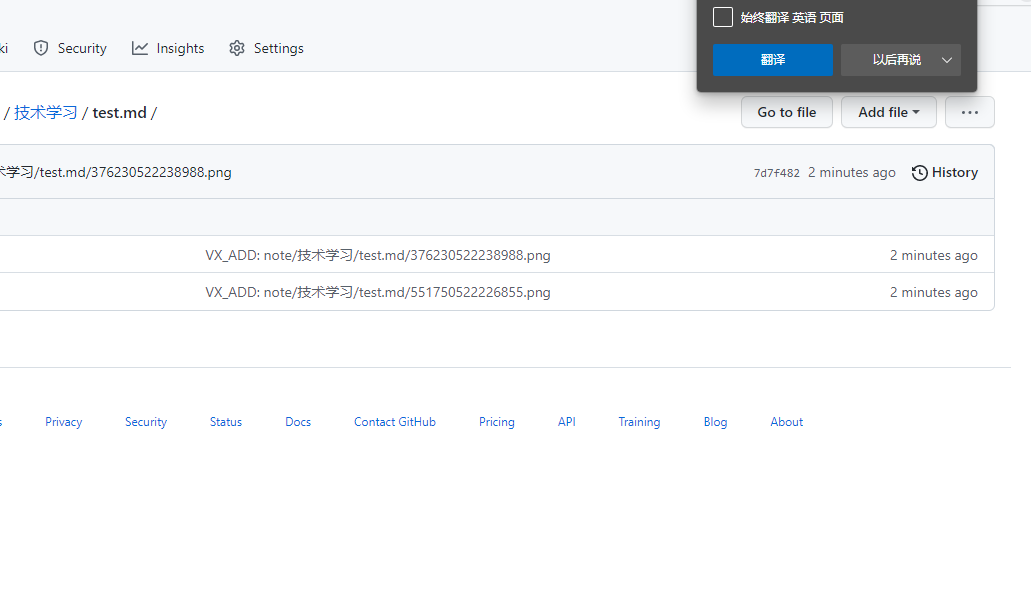 始终翻译 英语 页面
翻译 以后再说
ki Security Insights Settings
/ 技术学习 / test.md /
Go to file Add file ...
学习/test.md/376230522238988.png 7d7f482 2 minutes ago History
VX_ADD: note/技术学习/test.md/376230522238988.png 2 minutes ago
VX_ADD: note/技术学习/test.md/551750522226855.png 2 minutes ago
s Privacy Security Status Docs Contact GitHub Pricing API Training Blog About